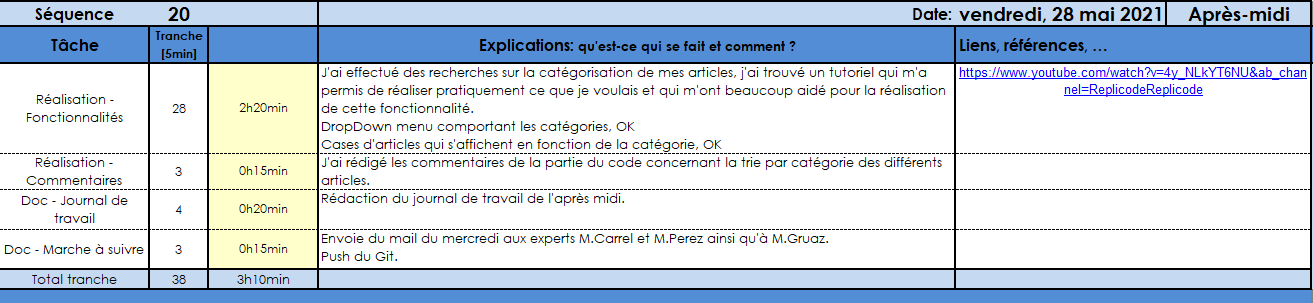 Séquence 20 Date: vendredi, 28 mai 2021 Après-midi
Tâche Tranche [5min] Explications: qu'est-ce qui se fait et comment ? Liens, références, …
Réalisation -
Fonctionnalités
28
2h20min
J'ai effectué des recherches sur la catégorisation de mes articles, j'ai trouvé un tutoriel qui m'a
permis de réaliser pratiquement ce que je voulais et qui m'ont beaucoup aidé pour la réalisation
de cette fonctionnalité.
DropDown menu comportant les catégories, OK
Cases d'articles qui s'affichent en fonction de la catégorie, OK
https://www.youtube.com/watch?v=4y_NLkYT6NU&ab_chan
nel=ReplicodeReplicode
Réalisation -
Commentaires
3
0h15min
J'ai rédigé les commentaires de la partie du code concernant la trie par catégorie des différents
articles.
Doc - Journal de
travail
4
0h20min
Rédaction du journal de travail de l'après midi.
Doc - Marche à suivre
3
0h15min
Envoie du mail du mercredi aux experts M.Carrel et M.Perez ainsi qu'à M.Gruaz.
Push du Git.
Total tranche 38 3h10min